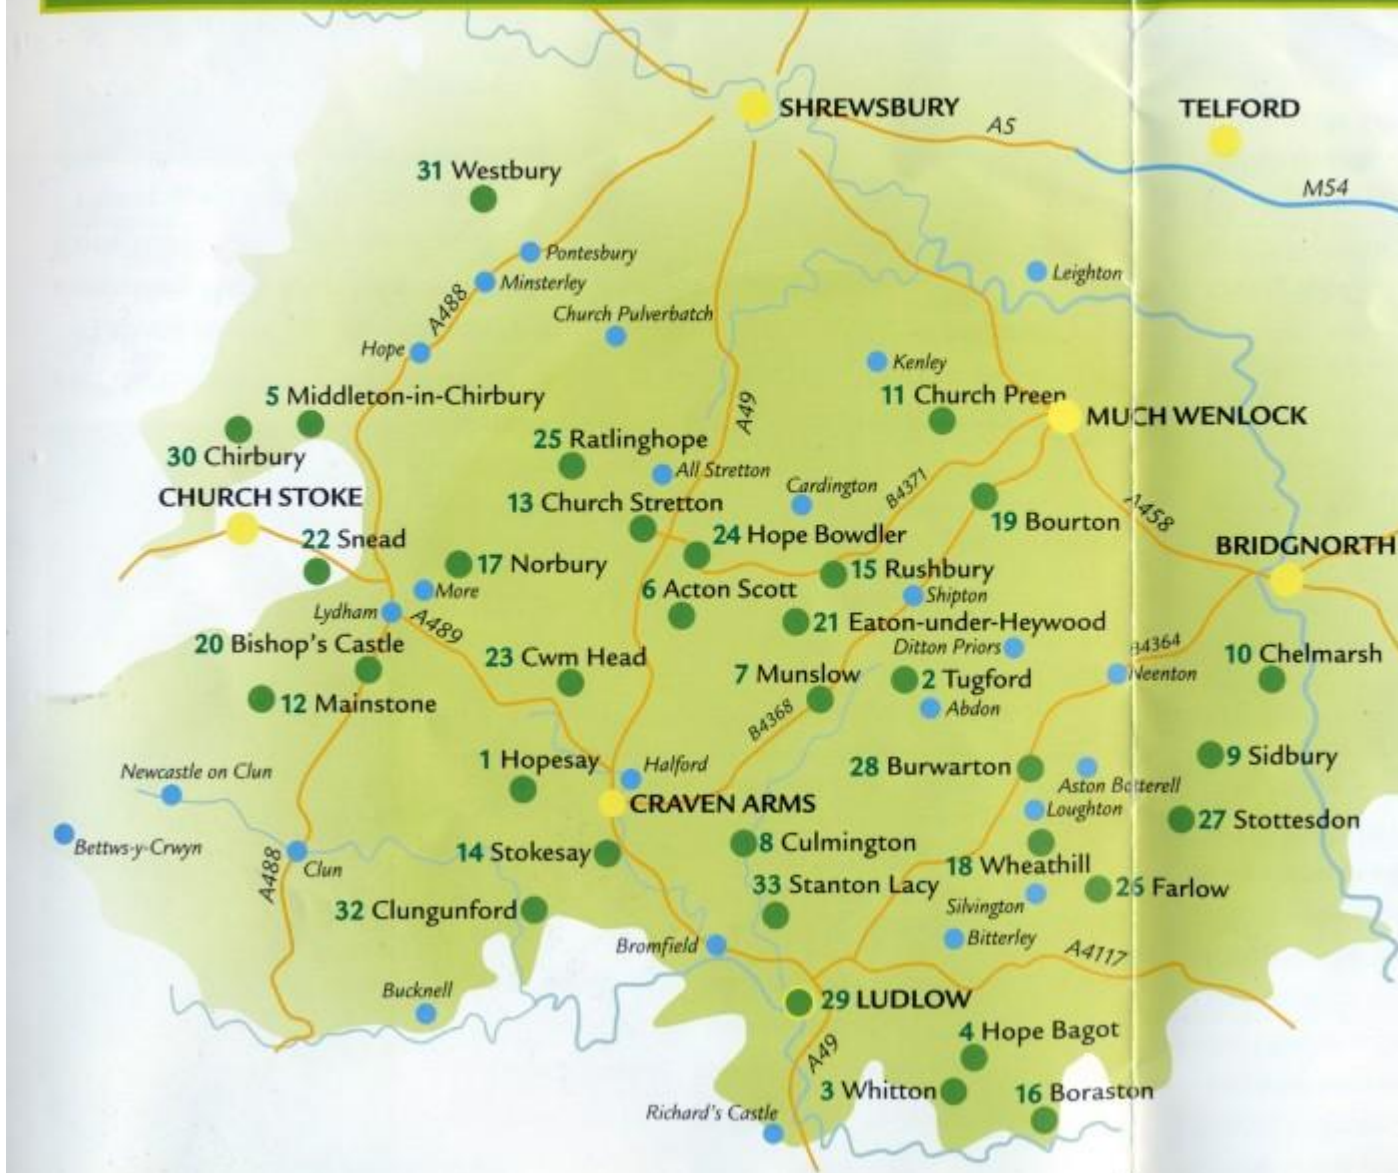 SHREWSBURY
TELFORD
A5
M54
31 Westbury
Pontesbury
Minsterley
Leighton
A488
Church Pulverbatch
Hope
Kenley
5 Middleton-in-Chirbury
11 Church Preen
A49
MUCH WENLOCK
25 Ratlinghope
30 Chirbury
All Stretton
CHURCH STOKE
Cardington
B4371
13 Church Stretton
A458
19 Bourton
24 Hope Bowdler
22 Snead
BRIDGNORTH
17 Norbury
15 Rushbury
More
6 Acton Scott
Shipton
Lydham
A489
21 Eaton-under-Heywood
20 Bishop's Castle
Ditton Priors
B4364
23 Cwm Head
10 Chelmarsh
7 Munslow
2 Tugford
Neenton
12 Mainstone
Abdon
B4368
1 Hopesay
Halford
9 Sidbury
Newcastle on Clun
28 Burwarton
Aston Botterell
CRAVEN ARMS
Loughton
27 Stottesdon
Bettws-y-Crwyn
8 Culmington
14 Stokesay
Clun
18 Wheathill
A488
33 Stanton Lacy
26 Farlow
32 Clungunford
Silvington
Bromfield
Bitterley
A4117
Bucknell
29 LUDLOW
4 Hope Bagot
A49
3 Whitton
16 Boraston
Richard's Castle